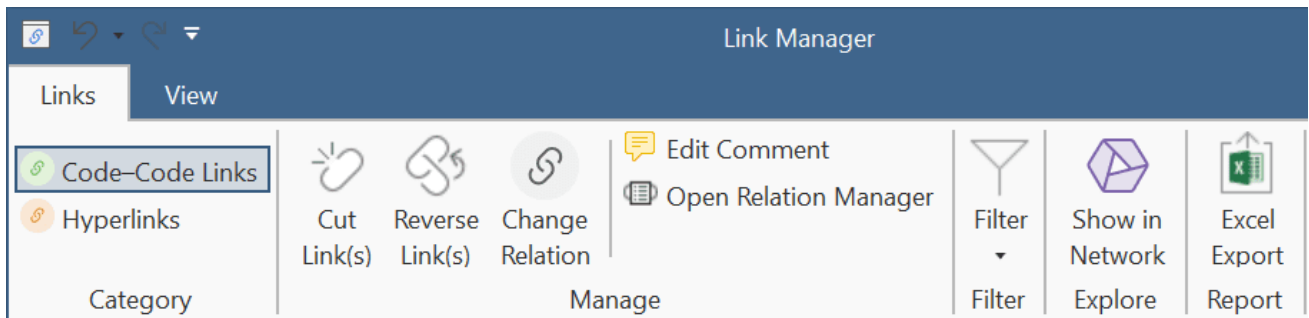 Link Manager
Links View
Code–Code Links
Hyperlinks
Category
Cut
Link(s)
Reverse
Link(s)
Change
Relation
Edit Comment
Open Relation Manager
Manage
Filter
Filter
Show in
Network
Explore
Excel
Export
Report